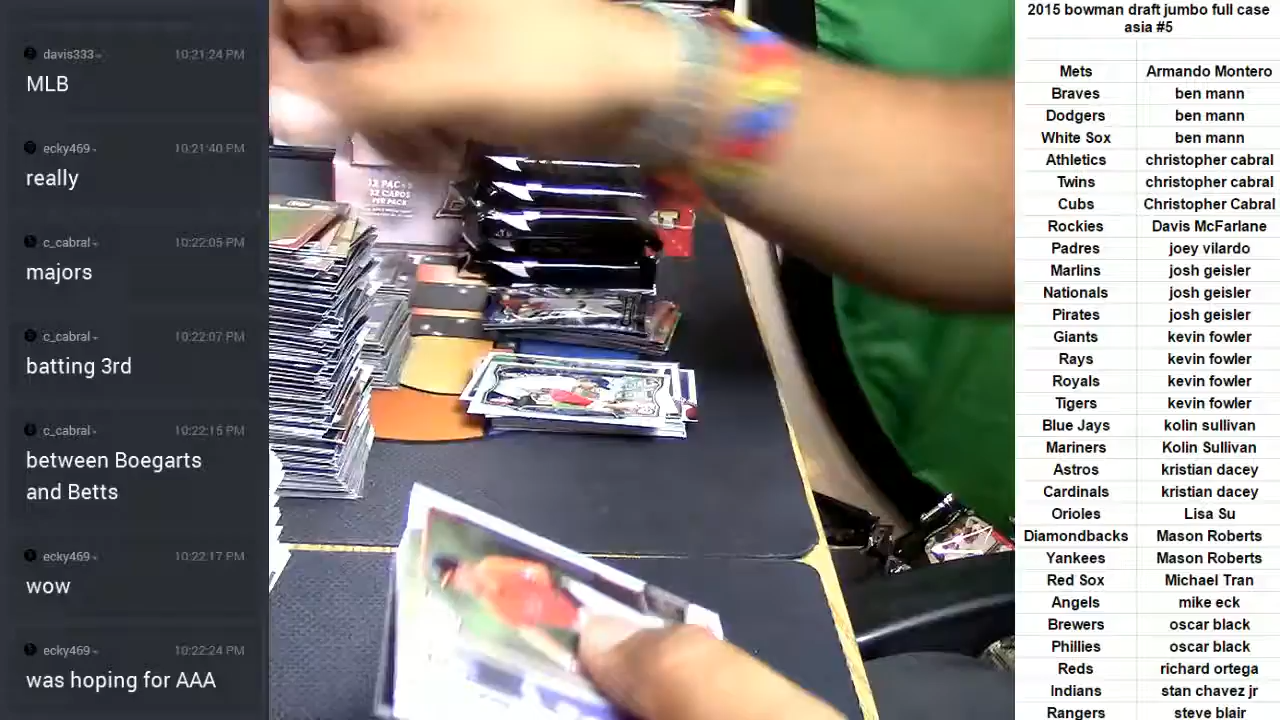 davis333
10:21:24 PM
MLB
ecky469
10:21:40 PM
really
c_cabral
10:22:05 PM
majors
c_cabral
10:22:07 PM
batting 3rd
c_cabral
10:22:15 PM
between Boegarts
and Betts
ecky469
10:22:17 PM
wow
ecky469
10:22:24 PM
was hoping for AAA
12 PACKS
32 CARDS
PER PACK
2015 bowman draft jumbo full case
asia #5
Mets Armando Montero
Braves ben mann
Dodgers ben mann
White Sox ben mann
Athletics christopher cabral
Twins christopher cabral
Cubs Christopher Cabral
Rockies Davis McFarlane
Padres joey vilardo
Marlins josh geisler
Nationals josh geisler
Pirates josh geisler
Giants kevin fowler
Rays kevin fowler
Royals kevin fowler
Tigers kevin fowler
Blue Jays kolin sullivan
Mariners Kolin Sullivan
Astros kristian dacey
Cardinals kristian dacey
Orioles Lisa Su
Diamondbacks Mason Roberts
Yankees Mason Roberts
Red Sox Michael Tran
Angels mike eck
Brewers oscar black
Phillies oscar black
Reds richard ortega
Indians stan chavez jr
Rangers steve blair